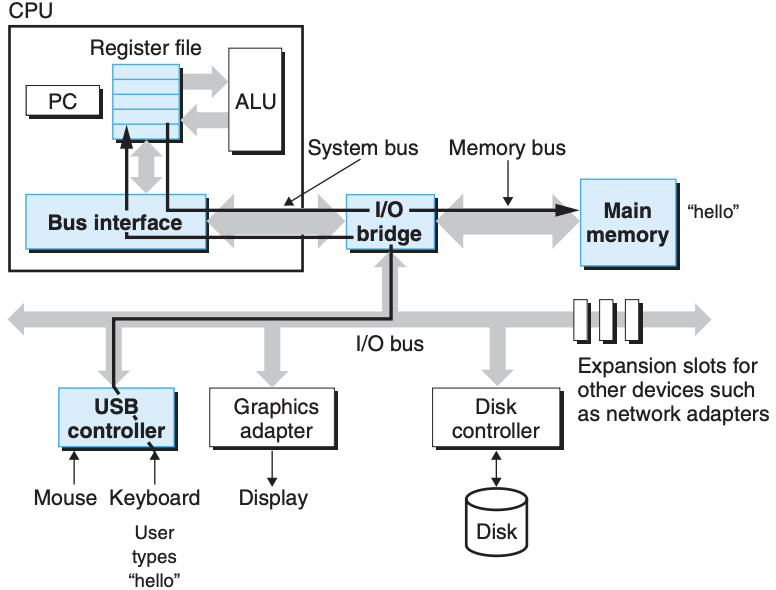 CPU
Register file
PC
ALU
System bus
Memory bus
Bus interface
I/O
bridge
Main
memory
“hello”
I/O bus
Expansion slots for
other devices such
as network adapters
USB
controller
Graphics
adapter
Disk
controller
Mouse
Keyboard
Display
Disk
User
types
“hello”